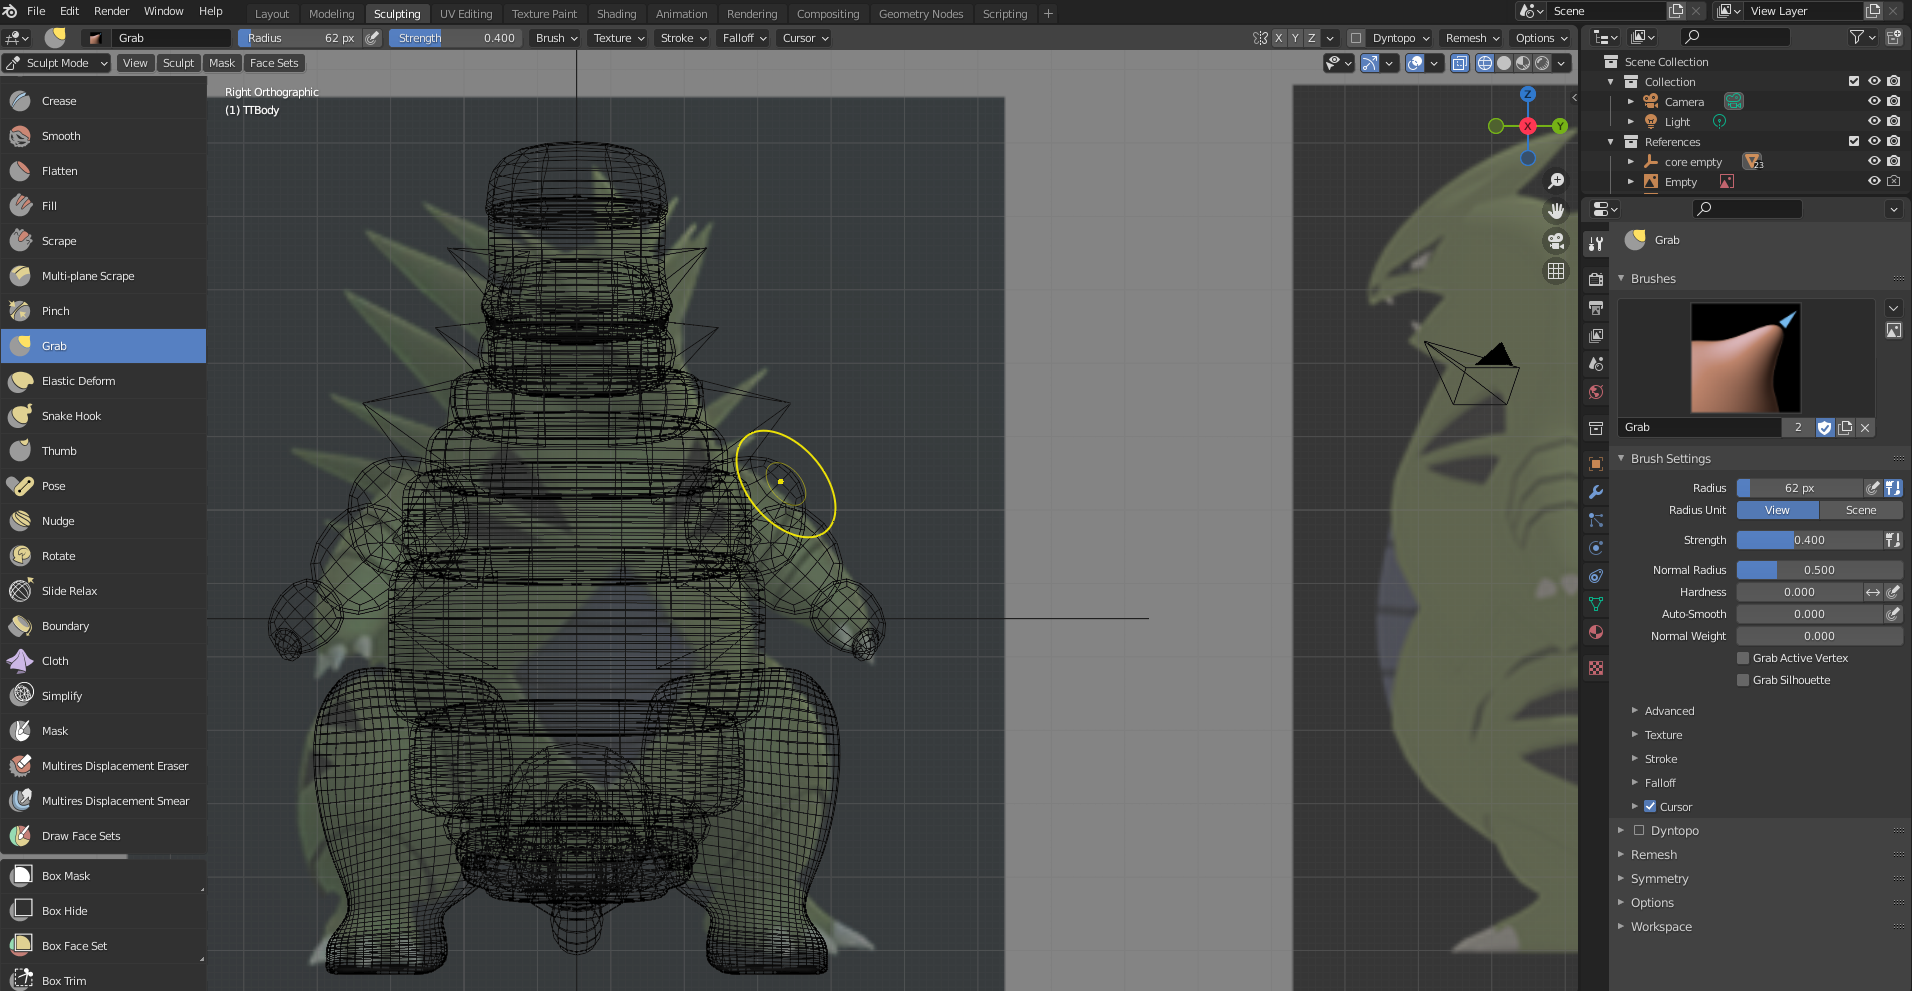 File Edit Render Window Help
Layout Modeling Sculpting UV Editing Texture Paint Shading Animation Rendering Compositing Geometry Nodes Scripting +
Scene
View Layer
Grab
Radius 62 px
Strength 0.400
Brush Texture Stroke Falloff Cursor
X Y Z
Dyntopo Remesh Options
Sculpt Mode View Sculpt Mask Face Sets
Right Orthographic
(1) TTBody
Z
X
Y
Crease
Smooth
Flatten
Fill
Scrape
Multi-plane Scrape
Pinch
Grab
Elastic Deform
Snake Hook
Thumb
Pose
Nudge
Rotate
Slide Relax
Boundary
Cloth
Simplify
Mask
Multires Displacement Eraser
Multires Displacement Smear
Draw Face Sets
Box Mask
Box Hide
Box Face Set
Box Trim
Scene Collection
Collection
Camera
Light
References
core empty 23
Empty
Grab
Brushes
Grab 2
Brush Settings
Radius 62 px
Radius Unit View Scene
Strength 0.400
Normal Radius 0.500
Hardness 0.000
Auto-Smooth 0.000
Normal Weight 0.000
Grab Active Vertex
Grab Silhouette
Advanced
Texture
Stroke
Falloff
Cursor
Dyntopo
Remesh
Symmetry
Options
Workspace